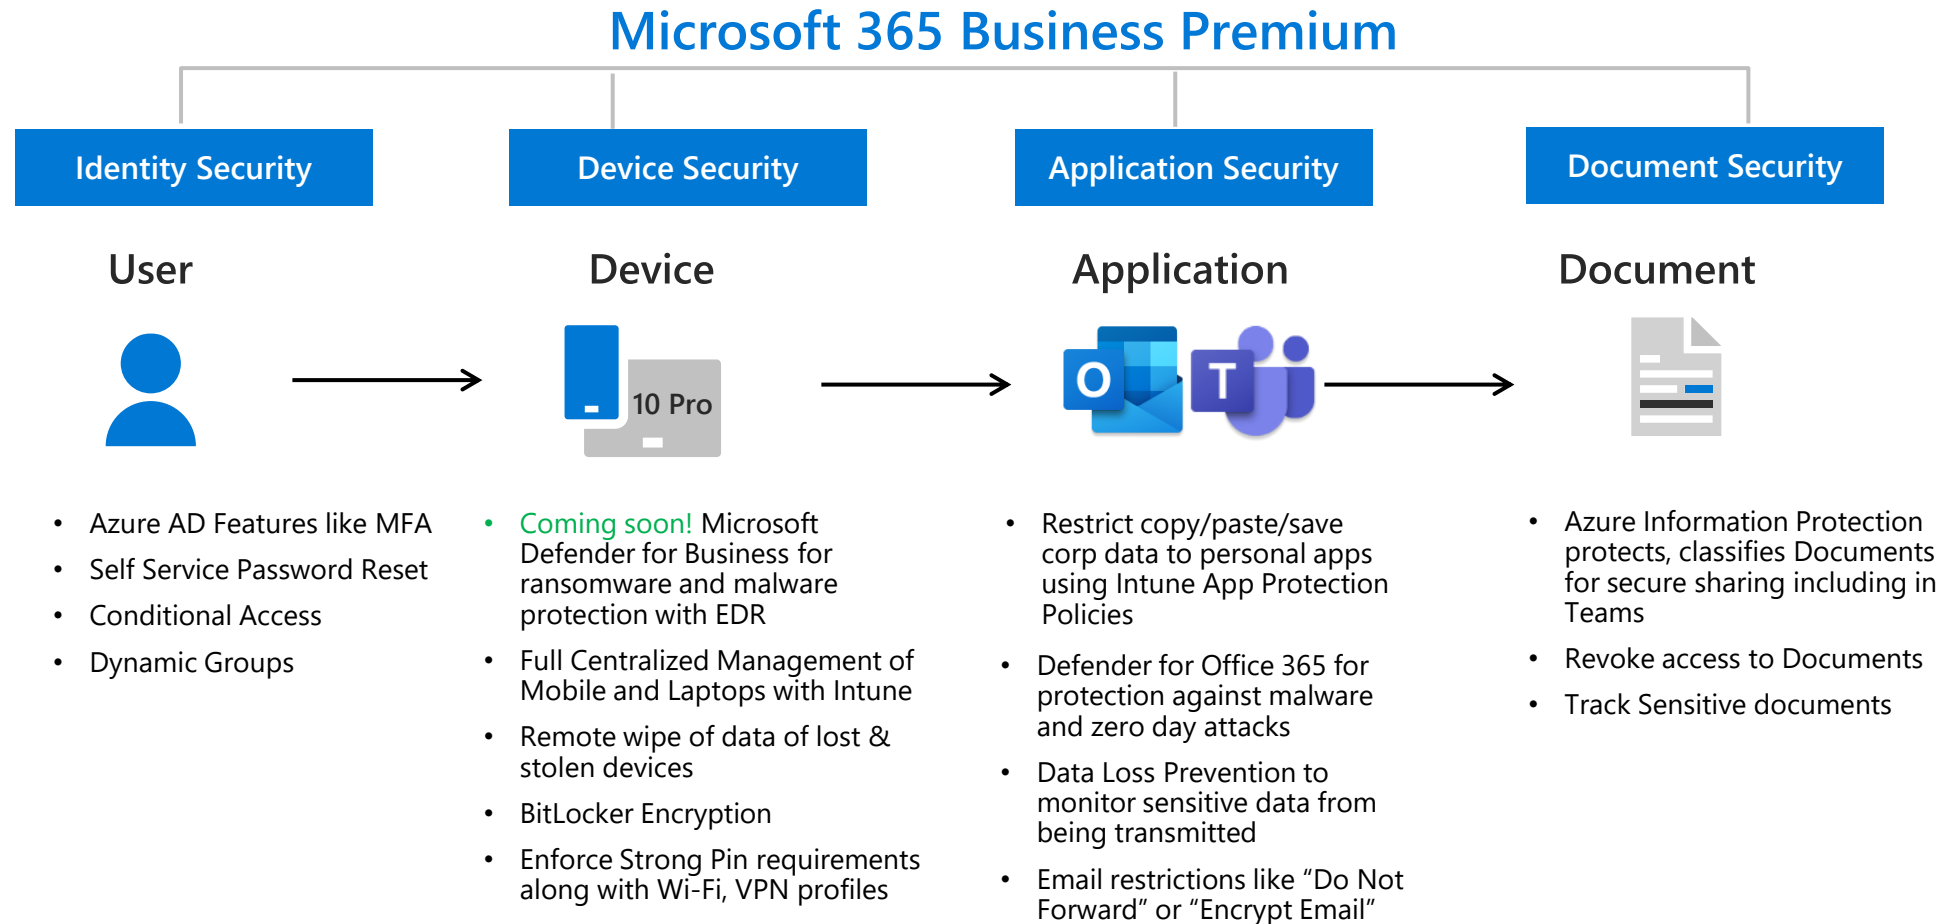 Microsoft 365 Business Premium
Identity Security
Device Security
Application Security
Document Security
User
Device
Application
Document
10 Pro
O
T
• Azure AD Features like MFA
• Self Service Password Reset
• Conditional Access
• Dynamic Groups
• Coming soon! Microsoft
Defender for Business for
ransomware and malware
protection with EDR
• Full Centralized Management of
Mobile and Laptops with Intune
• Remote wipe of data of lost &
stolen devices
• BitLocker Encryption
• Enforce Strong Pin requirements
along with Wi-Fi, VPN profiles
• Restrict copy/paste/save
corp data to personal apps
using Intune App Protection
Policies
• Defender for Office 365 for
protection against malware
and zero day attacks
• Data Loss Prevention to
monitor sensitive data from
being transmitted
• Email restrictions like “Do Not
Forward” or “Encrypt Email”
• Azure Information Protection
protects, classifies Documents
for secure sharing including in
Teams
• Revoke access to Documents
• Track Sensitive documents